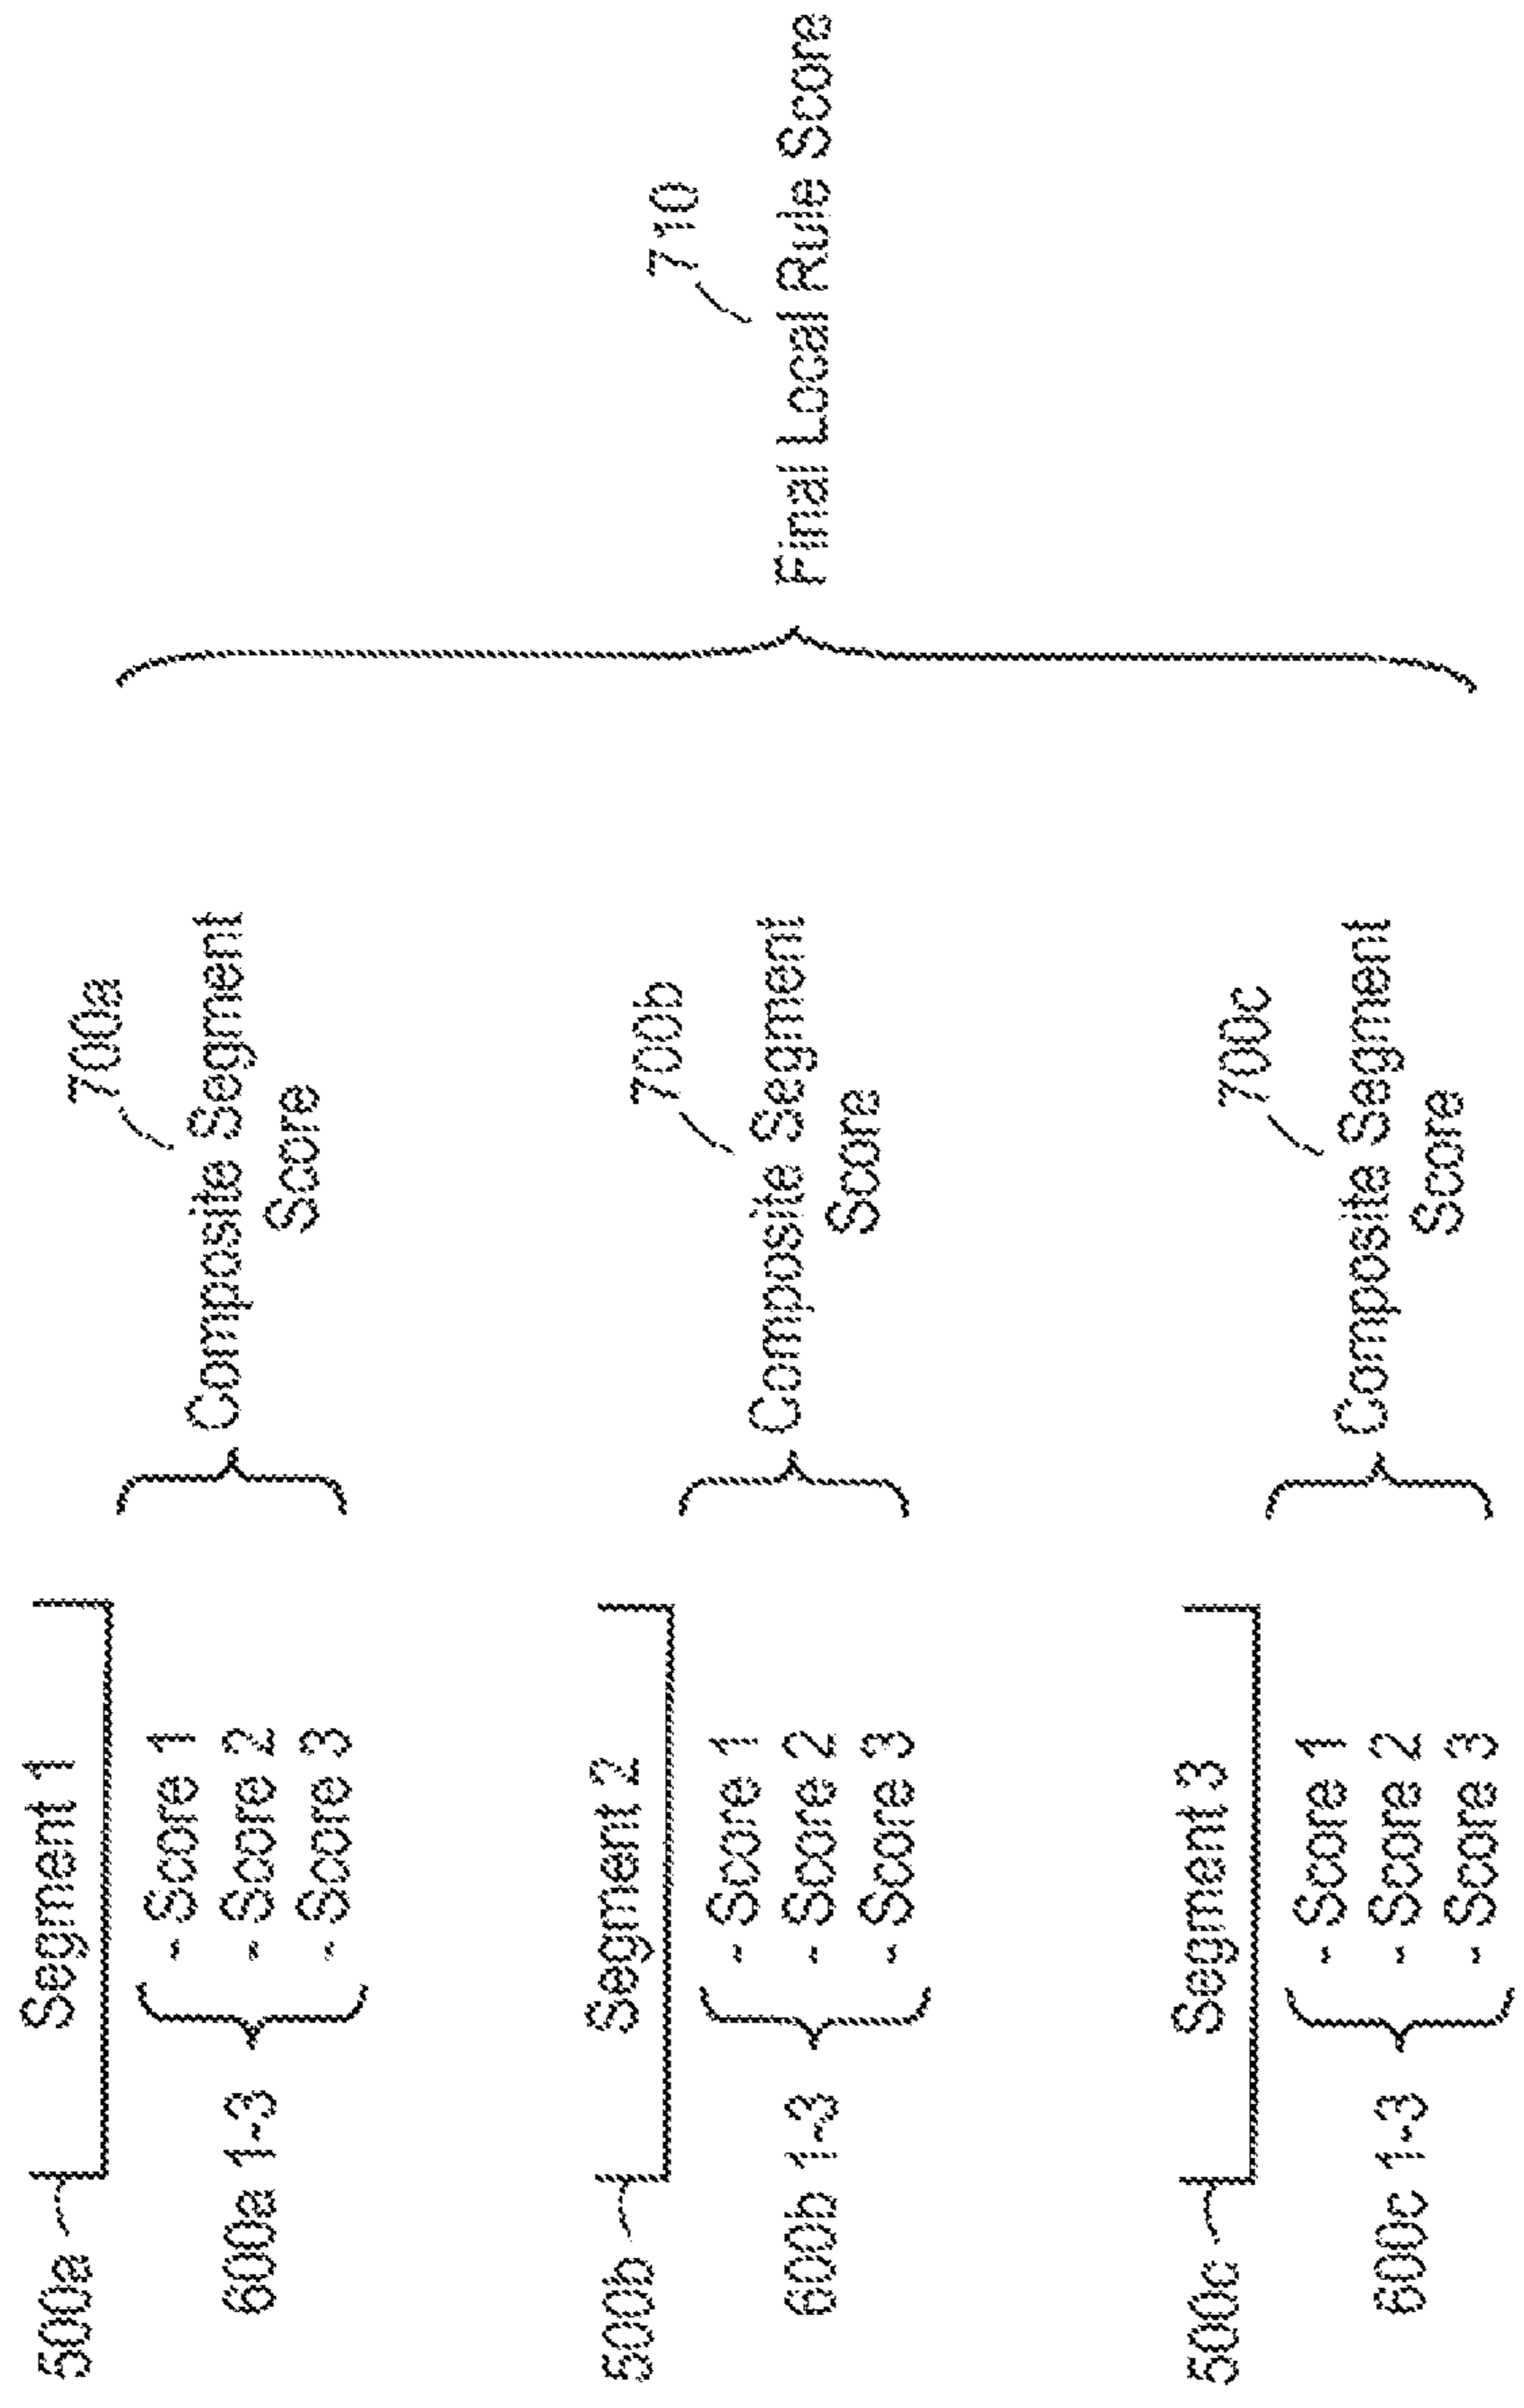 500a
Segment 1
600a 1-3
- Score 1
- Score 2
- Score 3
700a
Composite Segment
Score
500b
Segment 2
600b 1-3
- Score 1
- Score 2
- Score 3
700b
Composite Segment
Score
710
Final Local Rule Score
500c
Segment 3
600c 1-3
- Score 1
- Score 2
- Score 3
700c
Composite Segment
Score